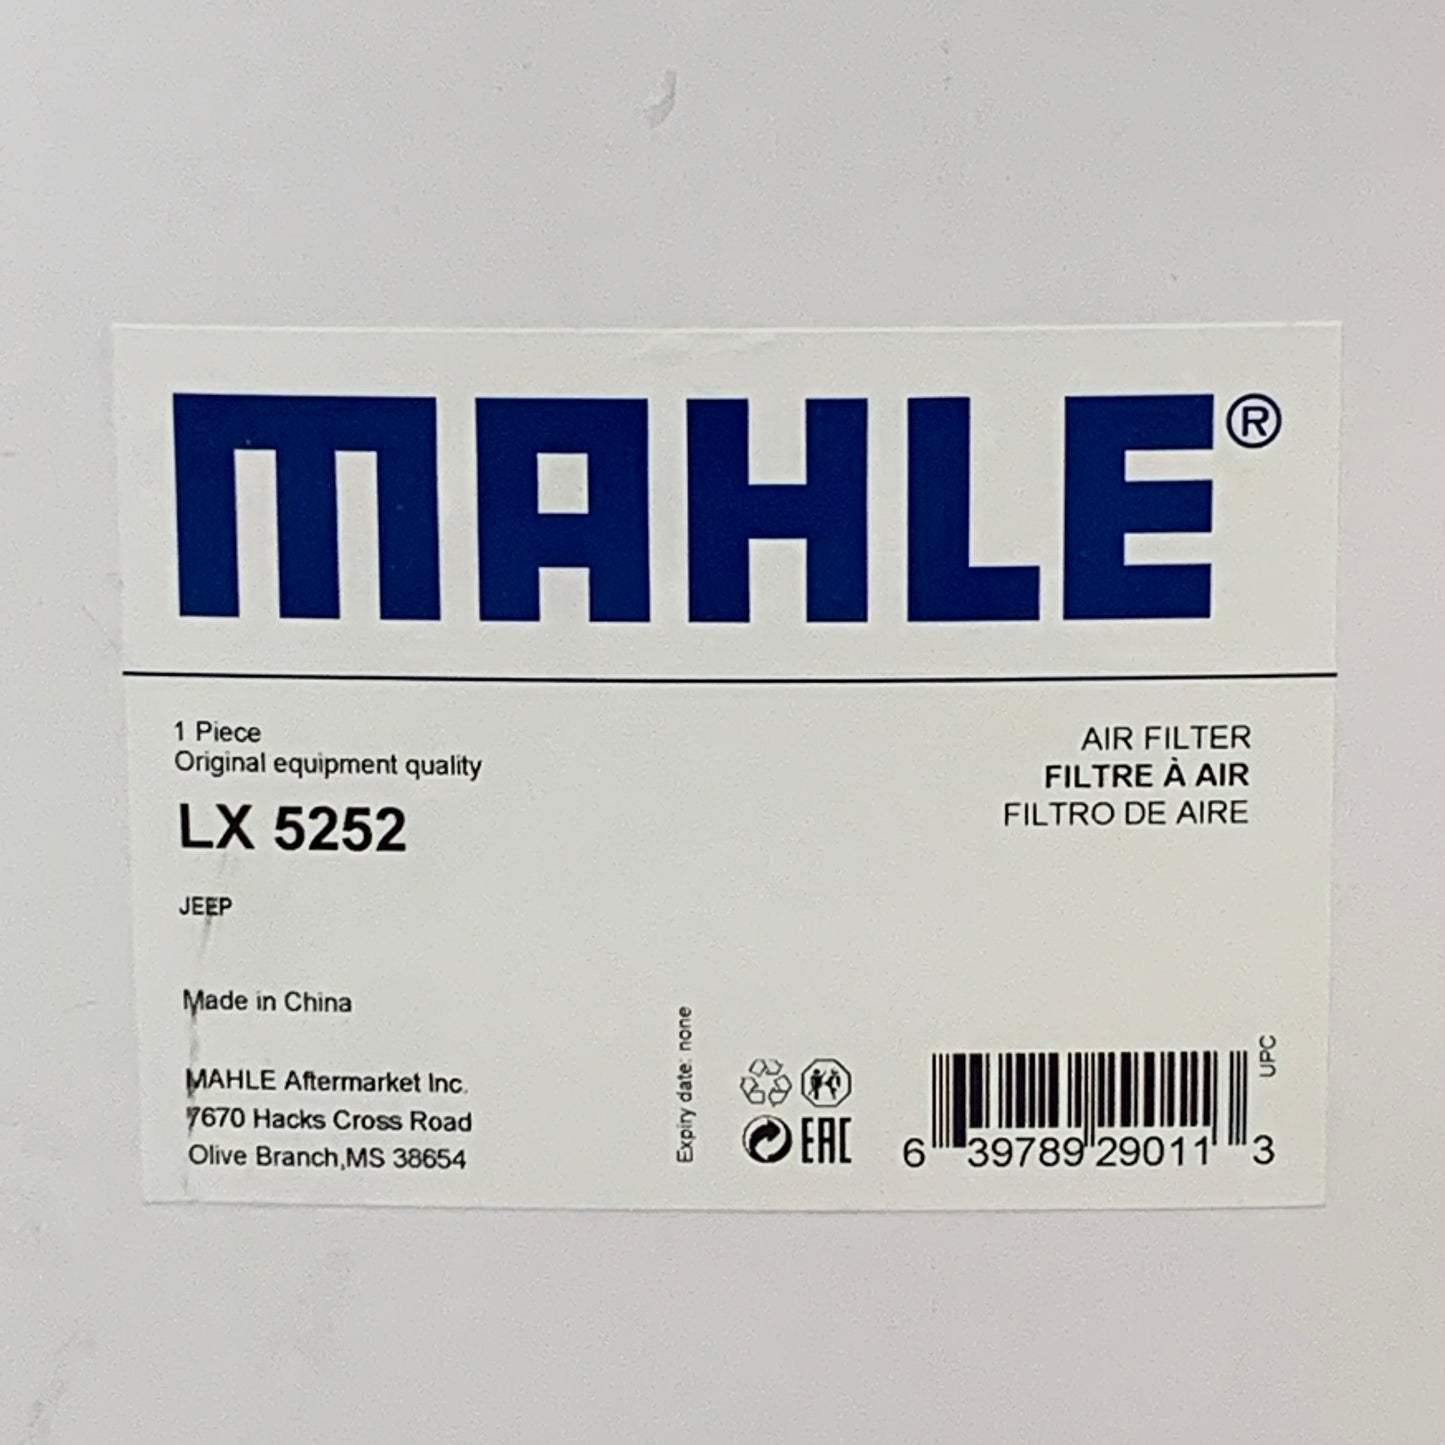 MAHLE®
1 Piece
Original equipment quality
LX 5252
JEEP
Made in China
MAHLE Aftermarket Inc.
7670 Hacks Cross Road
Olive Branch,MS 38654
AIR FILTER
FILTRE À AIR
FILTRO DE AIRE
Expiry date: none
EAC
UPC
6 39789 29011 3